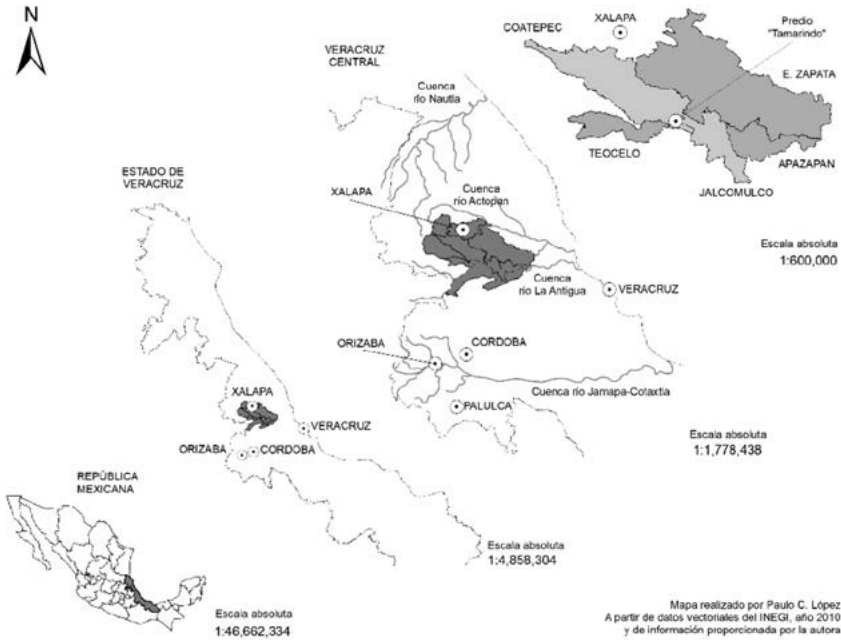 N
VERACRUZ
CENTRAL
Cuenca
río Nautla
COATEPEC
XALAPA
Predio
"Tamarindo"
E. ZAPATA
TEOCELO
APAZAPAN
JALCOMULCO
Escala absoluta
1:600,000
ESTADO DE
VERACRUZ
XALAPA
Cuenca
río Actopan
Cuenca
río La Antigua
VERACRUZ
ORIZABA
CORDOBA
Cuenca río Jamapa-Cotaxtla
PALULCA
Escala absoluta
1:1,778,438
XALAPA
VERACRUZ
ORIZABA
CORDOBA
Escala absoluta
1:4,858,304
REPÚBLICA
MEXICANA
Escala absoluta
1:46,662,334
Mapa realizado por Paulo C. López
A partir de datos vectoriales del INEGI, año 2010
y de información proporcionada por la autora